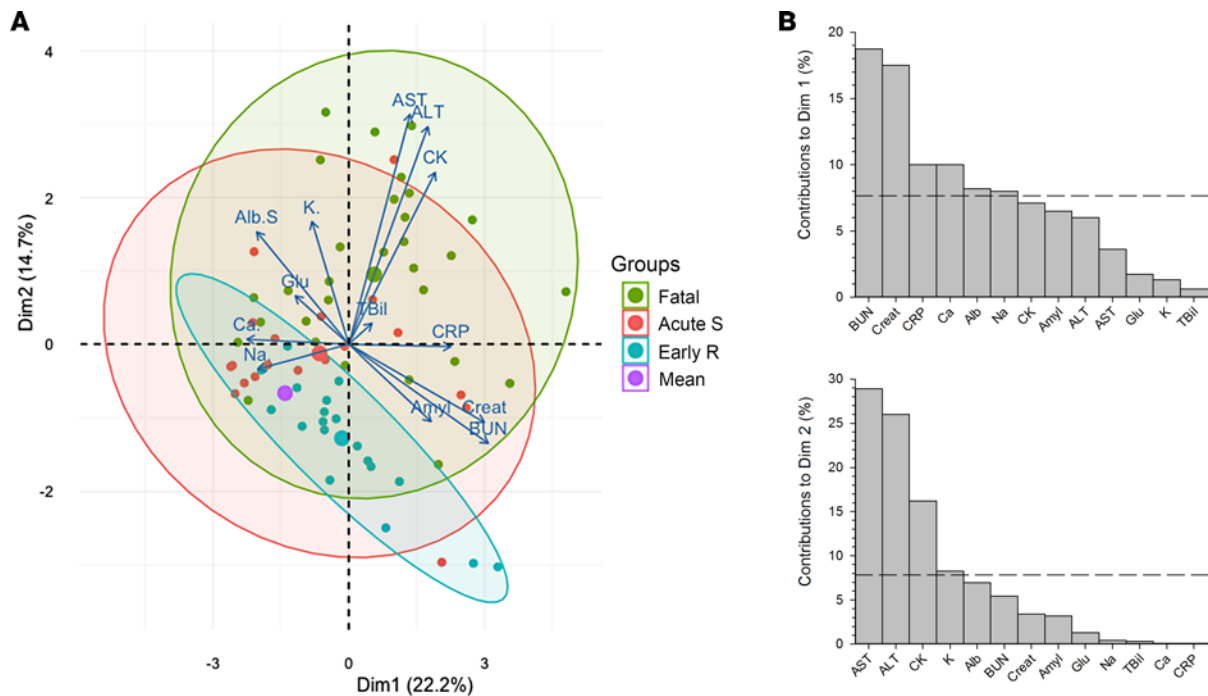 A
Dim2 (14.7%)
4
2
0
-2
-3
0
3
Dim1 (22.2%)
AST
ALT
CK
K.
Alb.S
Glu
TBil
Ca.
CRP
Na.
Amyl
Creat
BUN
Groups
Fatal
Acute S
Early R
Mean
B
Contributions to Dim 1 (%)
20
15
10
5
0
BUN Creat CRP Ca Alb Na CK Amyl ALT AST Glu K TBil
Contributions to Dim 2 (%)
30
25
20
15
10
5
0
AST ALT CK K Alb BUN Creat Amyl Glu Na TBil Ca CRP